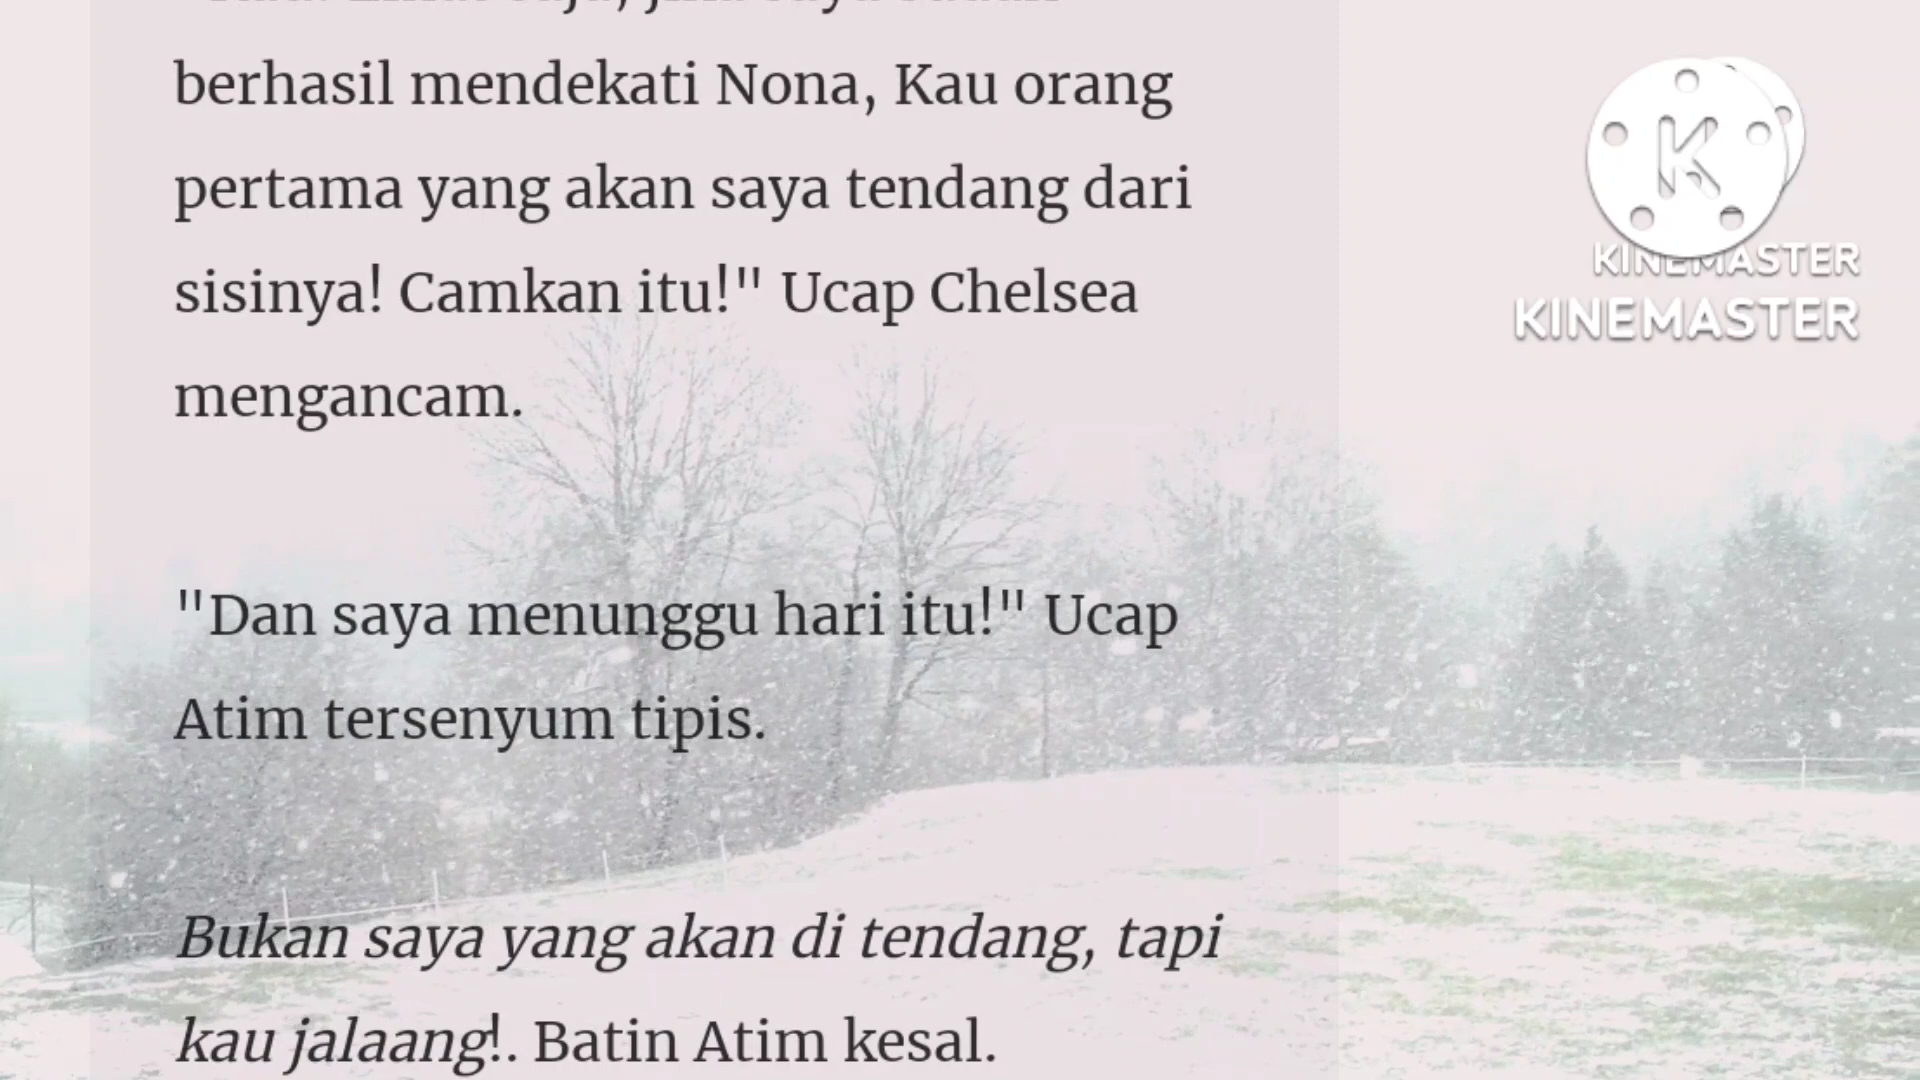 berhasil mendekati Nona, Kau orang
pertama yang akan saya tendang dari
sisinya! Camkan itu!" Ucap Chelsea
mengancam.
"Dan saya menunggu hari itu!" Ucap
Atim tersenyum tipis.
Bukan saya yang akan di tendang, tapi
kau jalaang!. Batin Atim kesal.
K
KINEMASTER
KINEMASTER